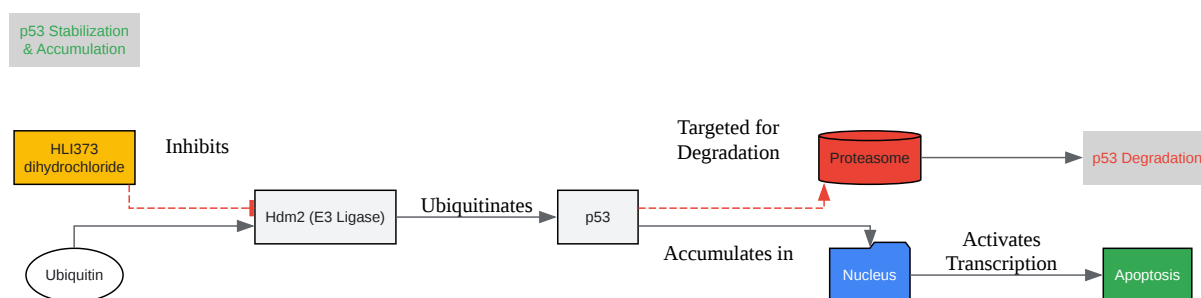 p53 Stabilization
& Accumulation
HLI373
dihydrochloride
Inhibits
Targeted for
Degradation
Proteasome
p53 Degradation
Hdm2 (E3 Ligase)
Ubiquitinates
p53
Accumulates in
Ubiquitin
Nucleus
Activates
Transcription
Apoptosis